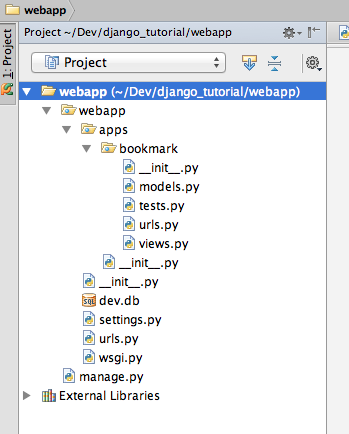 webapp
Project ~/Dev/django_tutorial/webapp
1: Project
Project
webapp (~/Dev/django_tutorial/webapp)
webapp
apps
bookmark
__init__.py
models.py
tests.py
urls.py
views.py
__init__.py
__init__.py
SQL dev.db
settings.py
urls.py
wsgi.py
manage.py
External Libraries